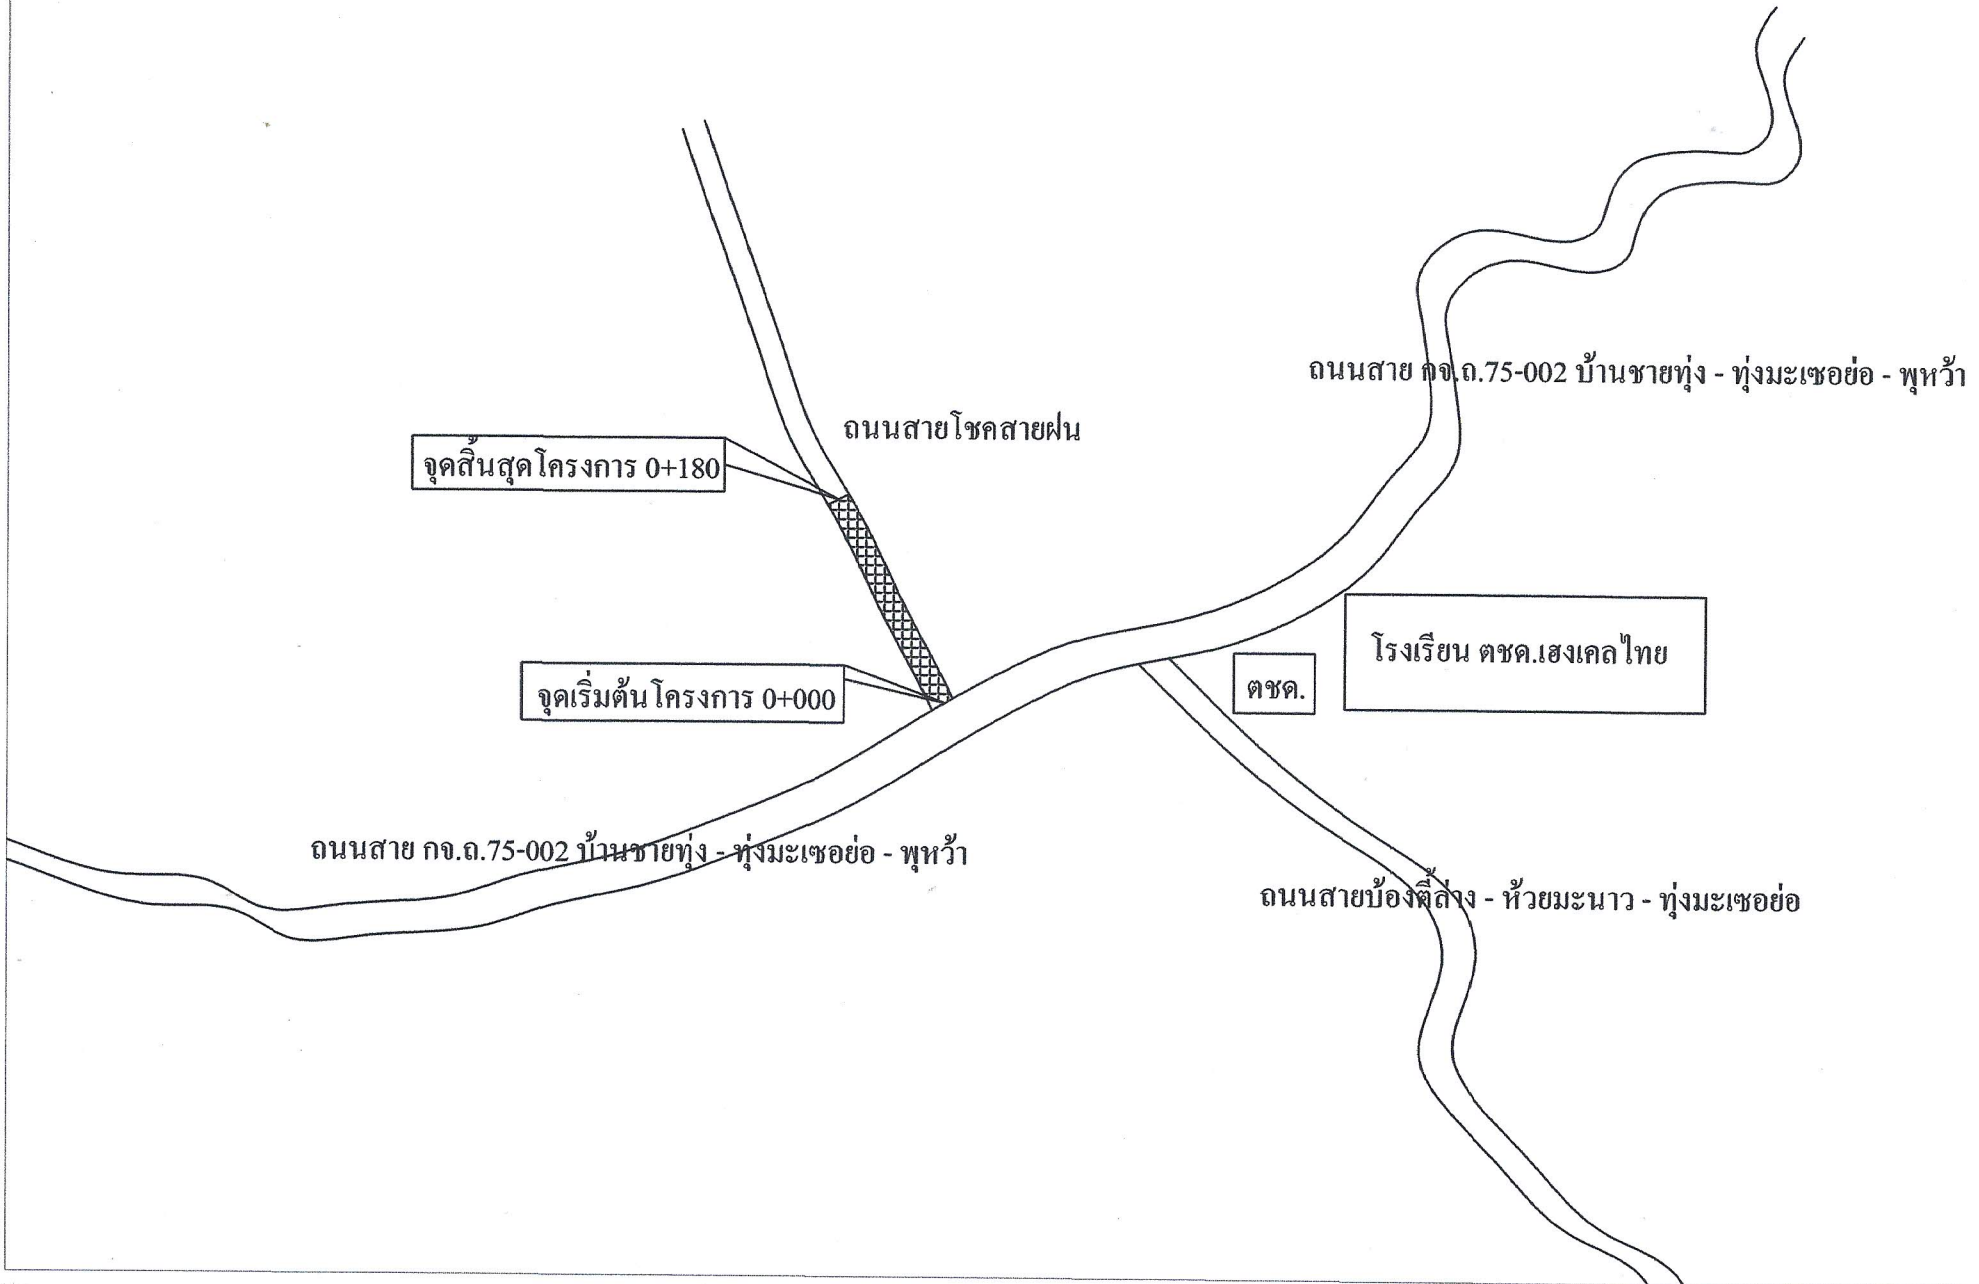 ถนนสาย กจ.ถ.75-002 บ้านชายทุ่ง - ทุ่งมะเซอย่อ - พุหว้า
ถนนสายโชคสายฝน
จุดสิ้นสุดโครงการ 0+180
โรงเรียน ตชด.เฮงเคลไทย
ตชด.
จุดเริ่มต้นโครงการ 0+000
ถนนสาย กจ.ถ.75-002 บ้านชายทุ่ง - ทุ่งมะเซอย่อ - พุหว้า
ถนนสายบ้องตี้ล่าง - ห้วยมะนาว - ทุ่งมะเซอย่อ